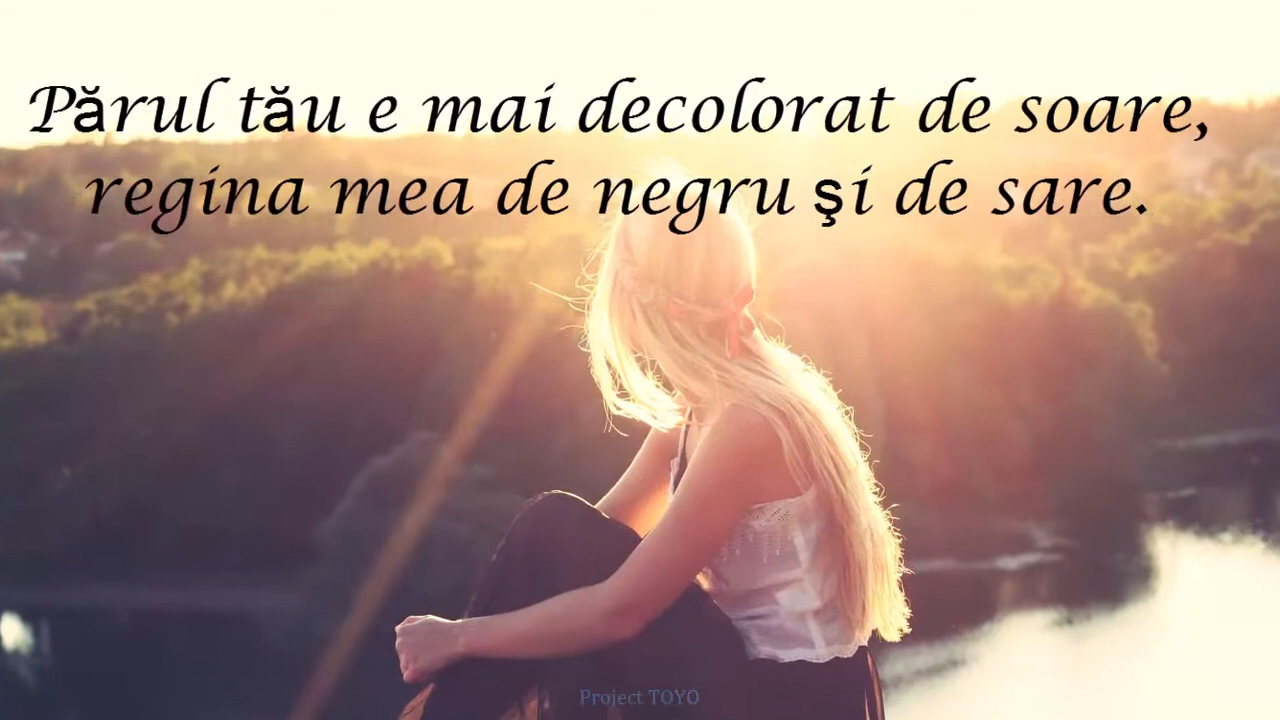 Părul tău e mai decolorat de soare,
regina mea de negru şi de sare.
Project TOYO